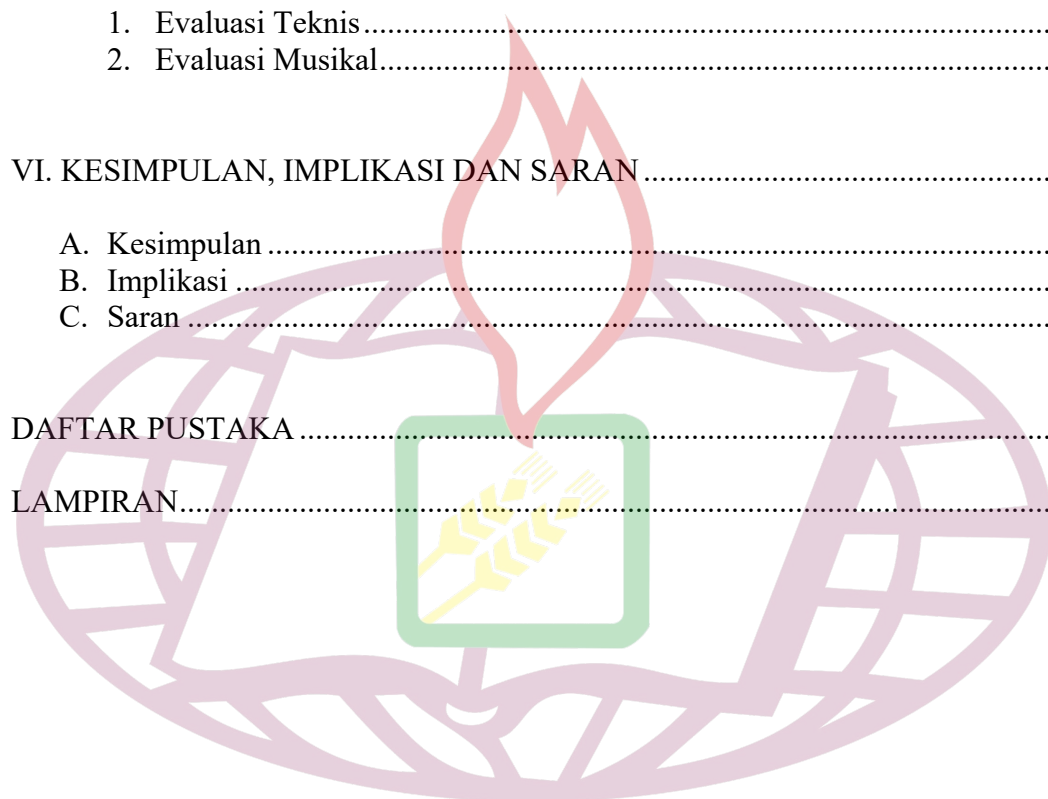 1. Evaluasi Teknis........................................................................................
2. Evaluasi Musikal......................................................................................
VI. KESIMPULAN, IMPLIKASI DAN SARAN....................................................
A. Kesimpulan....................................................................................................
B. Implikasi........................................................................................................
C. Saran..............................................................................................................
DAFTAR PUSTAKA..............................................................................................
LAMPIRAN.............................................................................................................